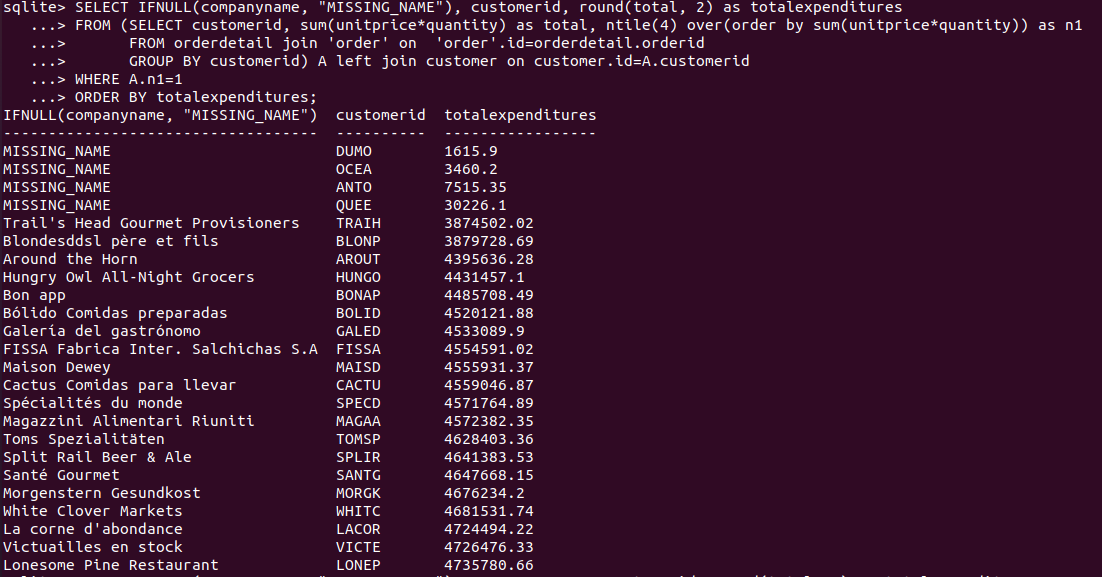 sqlite> SELECT IFNULL(companyname, "MISSING_NAME"), customerid, round(total, 2) as totalexpenditures
   ...> FROM (SELECT customerid, sum(unitprice*quantity) as total, ntile(4) over(order by sum(unitprice*quantity)) as n1
   ...>       FROM orderdetail join 'order' on  'order'.id=orderdetail.orderid
   ...>       GROUP BY customerid) A left join customer on customer.id=A.customerid
   ...> WHERE A.n1=1
   ...> ORDER BY totalexpenditures;
IFNULL(companyname, "MISSING_NAME")  customerid  totalexpenditures
-----------------------------------  ----------  -----------------
MISSING_NAME                         DUMO        1615.9
MISSING_NAME                         OCEA        3460.2
MISSING_NAME                         ANTO        7515.35
MISSING_NAME                         QUEE        30226.1
Trail's Head Gourmet Provisioners    TRAIH       3874502.02
Blondesddsl père et fils             BLONP       3879728.69
Around the Horn                      AROUT       4395636.28
Hungry Owl All-Night Grocers         HUNGO       4431457.1
Bon app                              BONAP       4485708.49
Bólido Comidas preparadas            BOLID       4520121.88
Galería del gastrónomo               GALED       4533089.9
FISSA Fabrica Inter. Salchichas S.A  FISSA       4554591.02
Maison Dewey                         MAISD       4555931.37
Cactus Comidas para llevar           CACTU       4559046.87
Spécialités du monde                 SPECD       4571764.89
Magazzini Alimentari Riuniti         MAGAA       4572382.35
Toms Spezialitäten                   TOMSP       4628403.36
Split Rail Beer & Ale                SPLIR       4641383.53
Santé Gourmet                        SANTG       4647668.15
Morgenstern Gesundkost               MORGK       4676234.2
White Clover Markets                 WHITC       4681531.74
La corne d'abondance                 LACOR       4724494.22
Victuailles en stock                 VICTE       4726476.33
Lonesome Pine Restaurant             LONEP       4735780.66